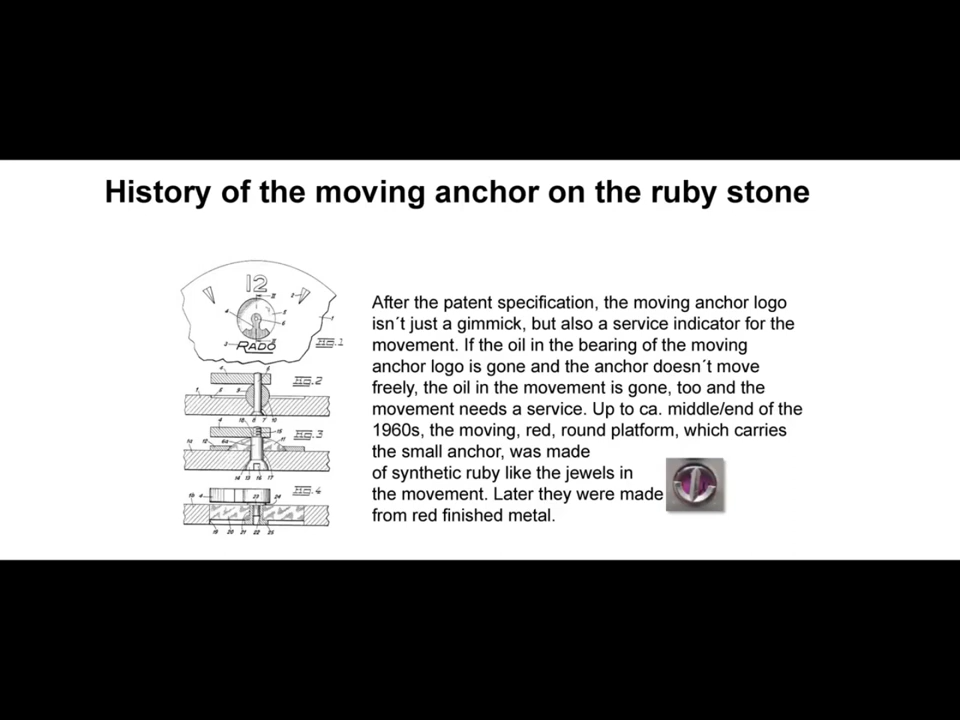 History of the moving anchor on the ruby stone
12
RADO
FIG.1
FIG.2
FIG.3
FIG.4
After the patent specification, the moving anchor logo
isn´t just a gimmick, but also a service indicator for the
movement. If the oil in the bearing of the moving
anchor logo is gone and the anchor doesn´t move
freely, the oil in the movement is gone, too and the
movement needs a service. Up to ca. middle/end of the
1960s, the moving, red, round platform, which carries
the small anchor, was made
of synthetic ruby like the jewels in
the movement. Later they were made
from red finished metal.